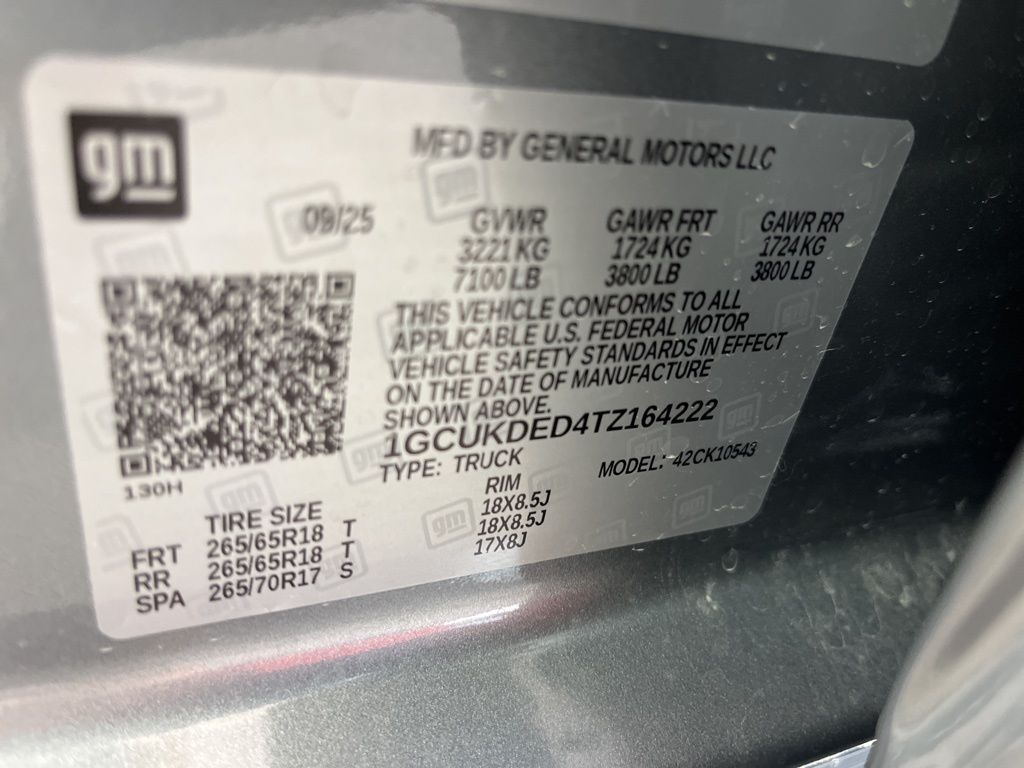 gm
MFD BY GENERAL MOTORS LLC
09/25 GVWR GAWR FRT GAWR RR
3221 KG 1724 KG 1724 KG
7100 LB 3800 LB 3800 LB
THIS VEHICLE CONFORMS TO ALL
APPLICABLE U.S. FEDERAL MOTOR
VEHICLE SAFETY STANDARDS IN EFFECT
ON THE DATE OF MANUFACTURE
SHOWN ABOVE.
1GCUKDED4TZ164222
TYPE: TRUCK MODEL: 42CK10543
130H
TIRE SIZE RIM
FRT 265/65R18 T 18X8.5J
RR 265/65R18 T 18X8.5J
SPA 265/70R17 S 17X8J